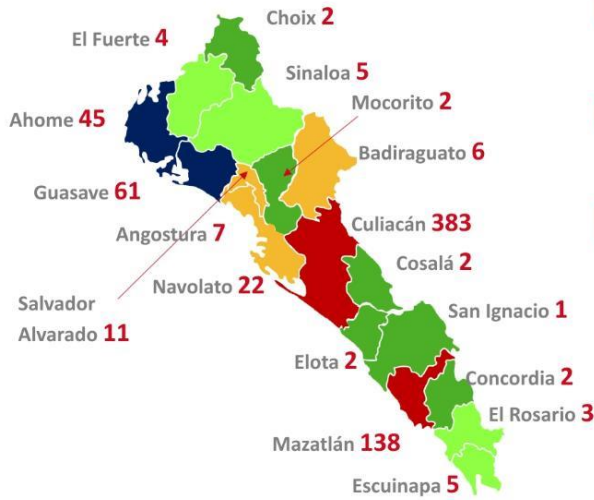 Choix 2
El Fuerte 4
Sinaloa 5
Mocorito 2
Ahome 45
Badiraguato 6
Guasave 61
Culiacán 383
Angostura 7
Cosalá 2
Navolato 22
Salvador
Alvarado 11
San Ignacio 1
Elota 2
Concordia 2
El Rosario 3
Mazatlán 138
Escuinapa 5